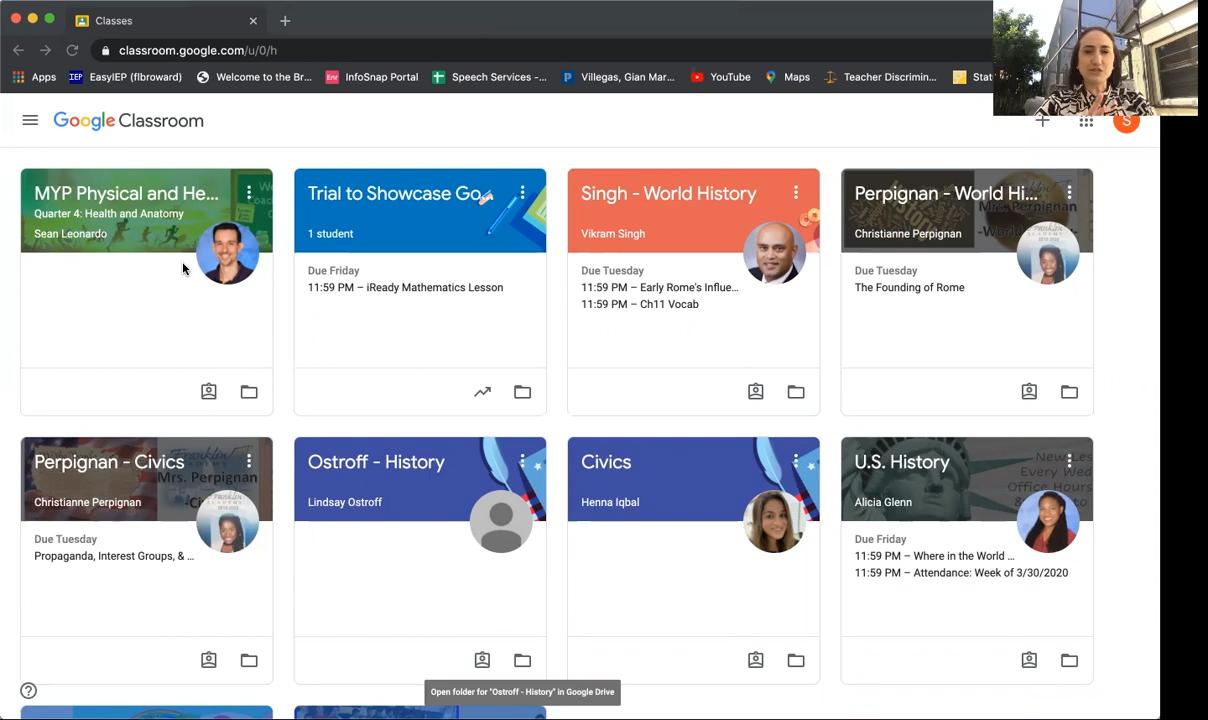 Classes
classroom.google.com/u/0/h
Apps
EasyIEP (flbroward)
Welcome to the Br...
InfoSnap Portal
Speech Services -...
Villegas, Gian Mar...
YouTube
Maps
Teacher Discrimin...
Stat
Google Classroom
S
MYP Physical and He...
Quarter 4: Health and Anatomy
Sean Leonardo
Trial to Showcase Go...
1 student
Due Friday
11:59 PM – iReady Mathematics Lesson
Singh - World History
Vikram Singh
Due Tuesday
11:59 PM – Early Rome's Influe...
11:59 PM – Ch11 Vocab
Perpignan - World Hi...
Christianne Perpignan
Due Tuesday
The Founding of Rome
Perpignan - Civics
Mrs. Perpignan
Christianne Perpignan
Due Tuesday
Propaganda, Interest Groups, & ...
Ostroff - History
Lindsay Ostroff
Civics
Henna Iqbal
U.S. History
Alicia Glenn
Office Hours
Due Friday
11:59 PM – Where in the World ...
11:59 PM – Attendance: Week of 3/30/2020
Open folder for "Ostroff - History" in Google Drive